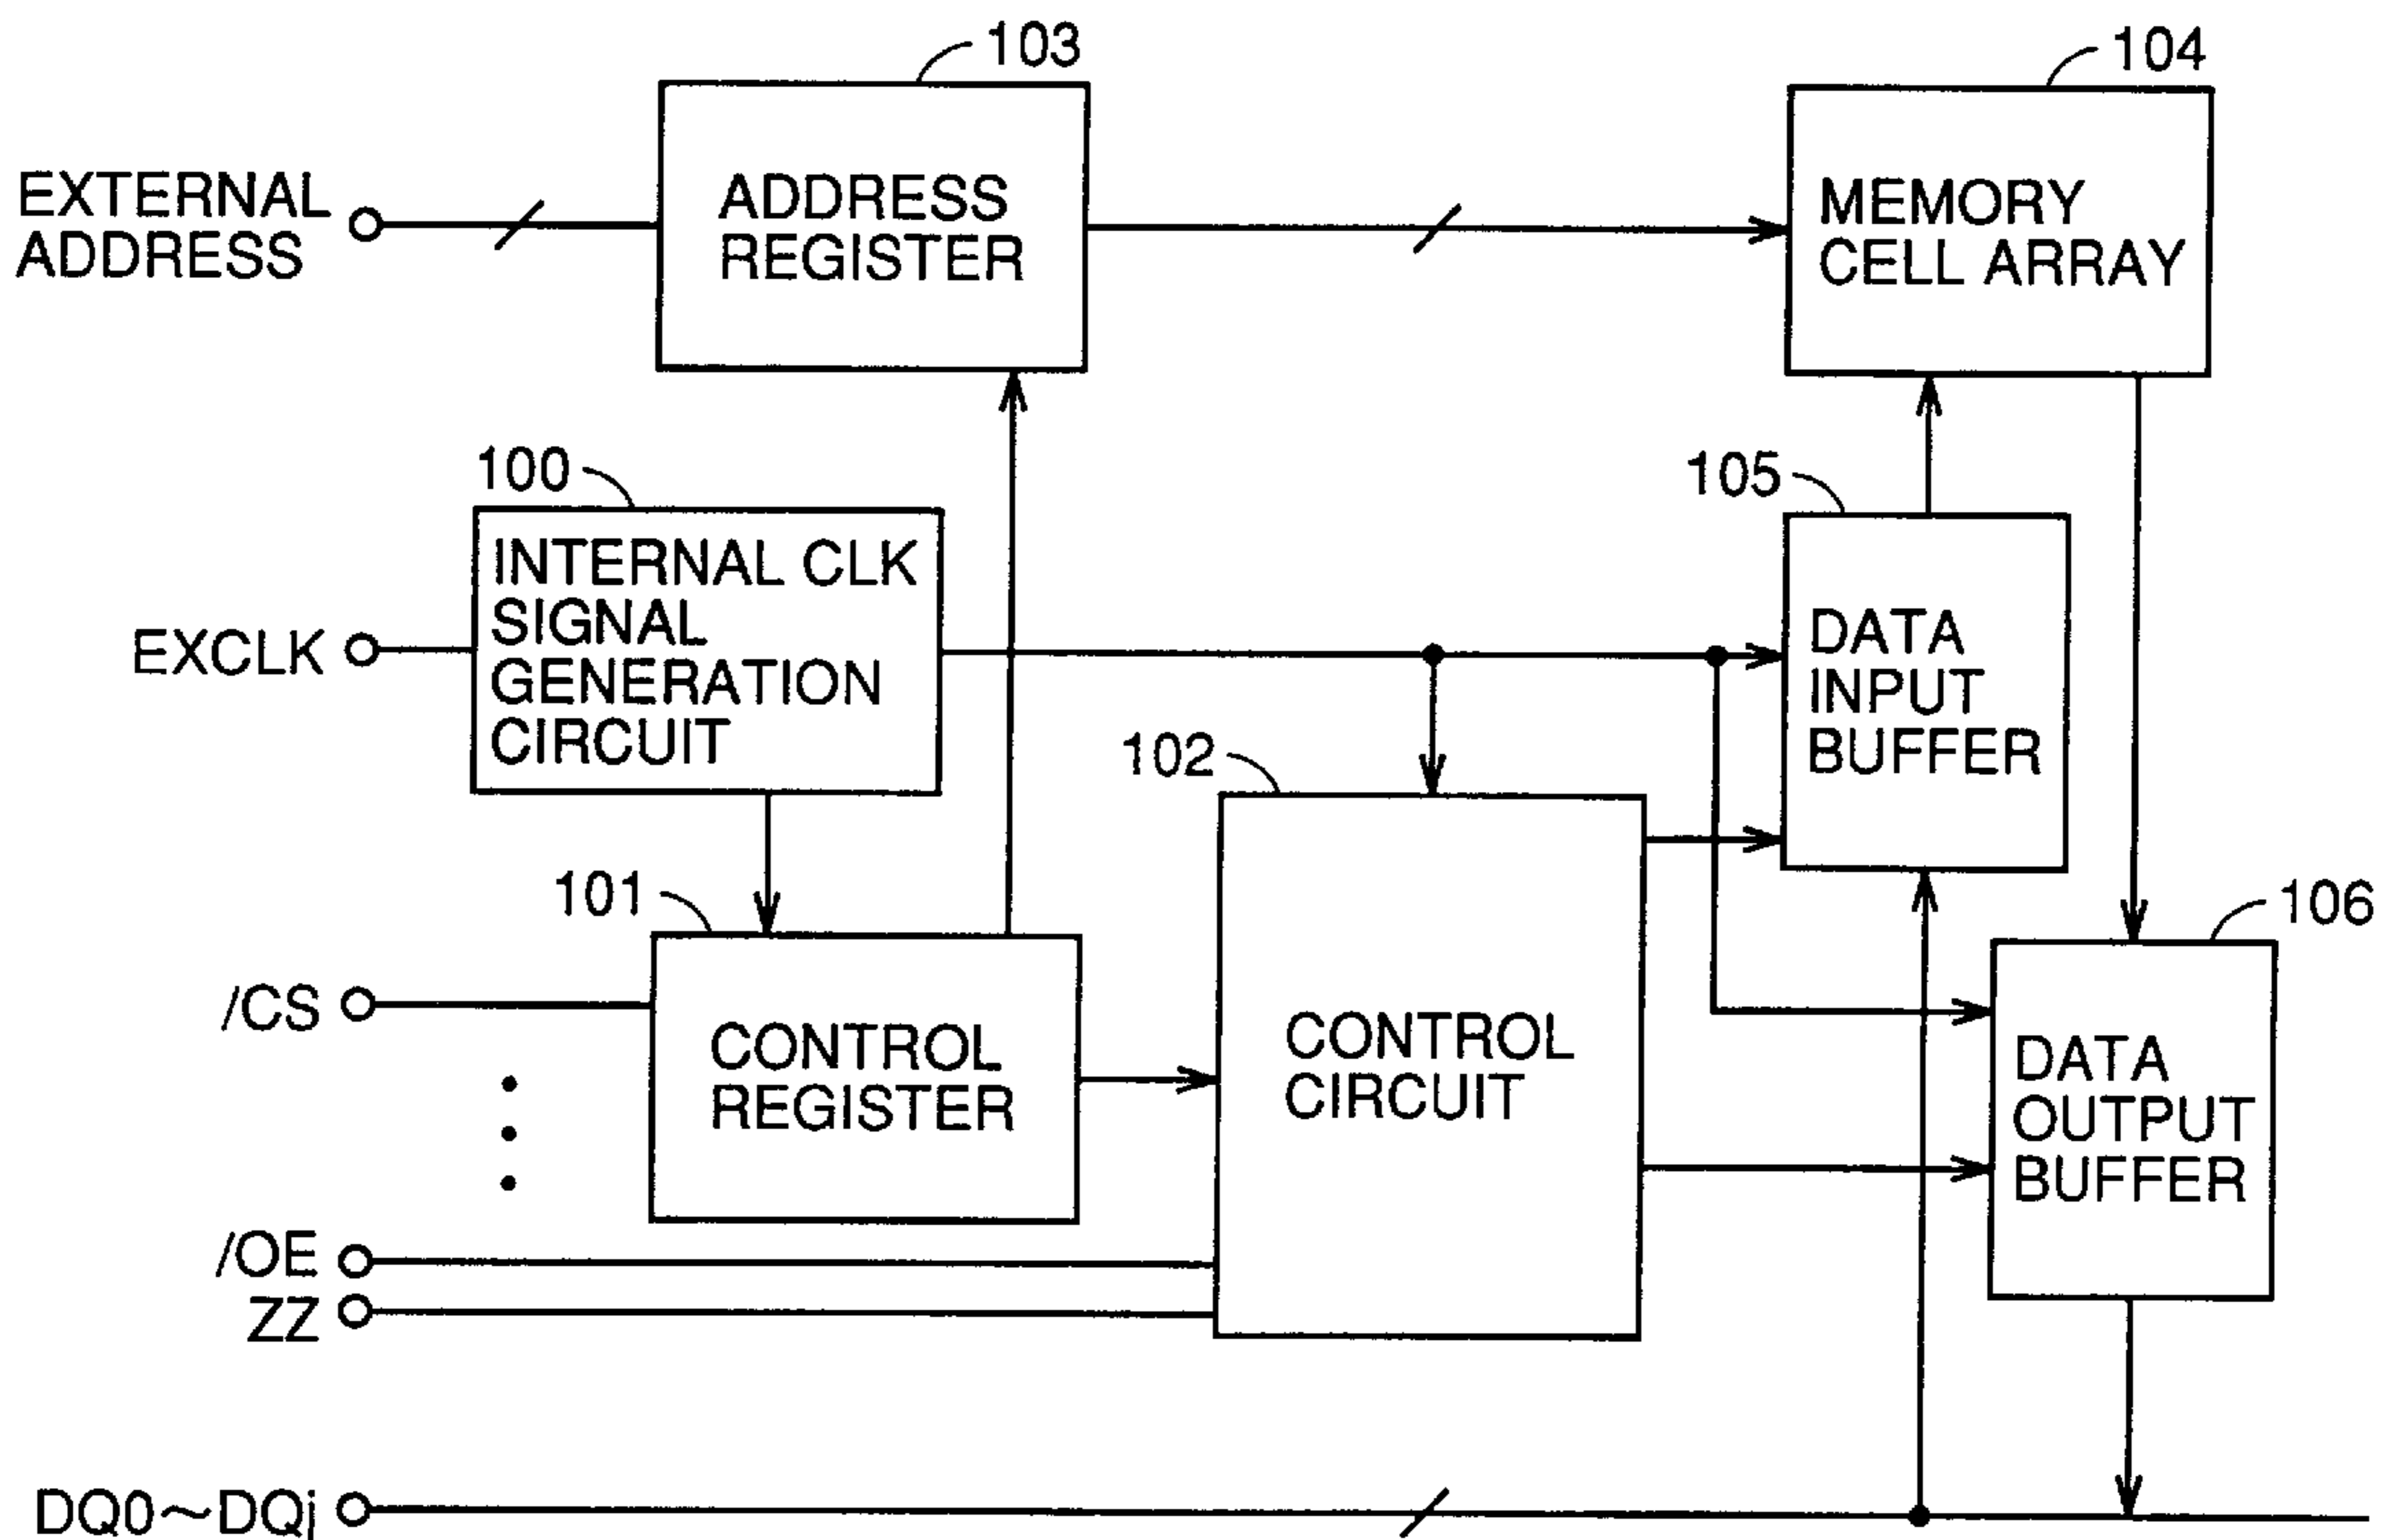 103
104
EXTERNAL
ADDRESS
ADDRESS
REGISTER
MEMORY
CELL ARRAY
100
105
INTERNAL CLK
SIGNAL
GENERATION
CIRCUIT
EXCLK
DATA
INPUT
BUFFER
102
101
106
/CS
CONTROL
REGISTER
CONTROL
CIRCUIT
DATA
OUTPUT
BUFFER
/OE
ZZ
DQ0~DQj